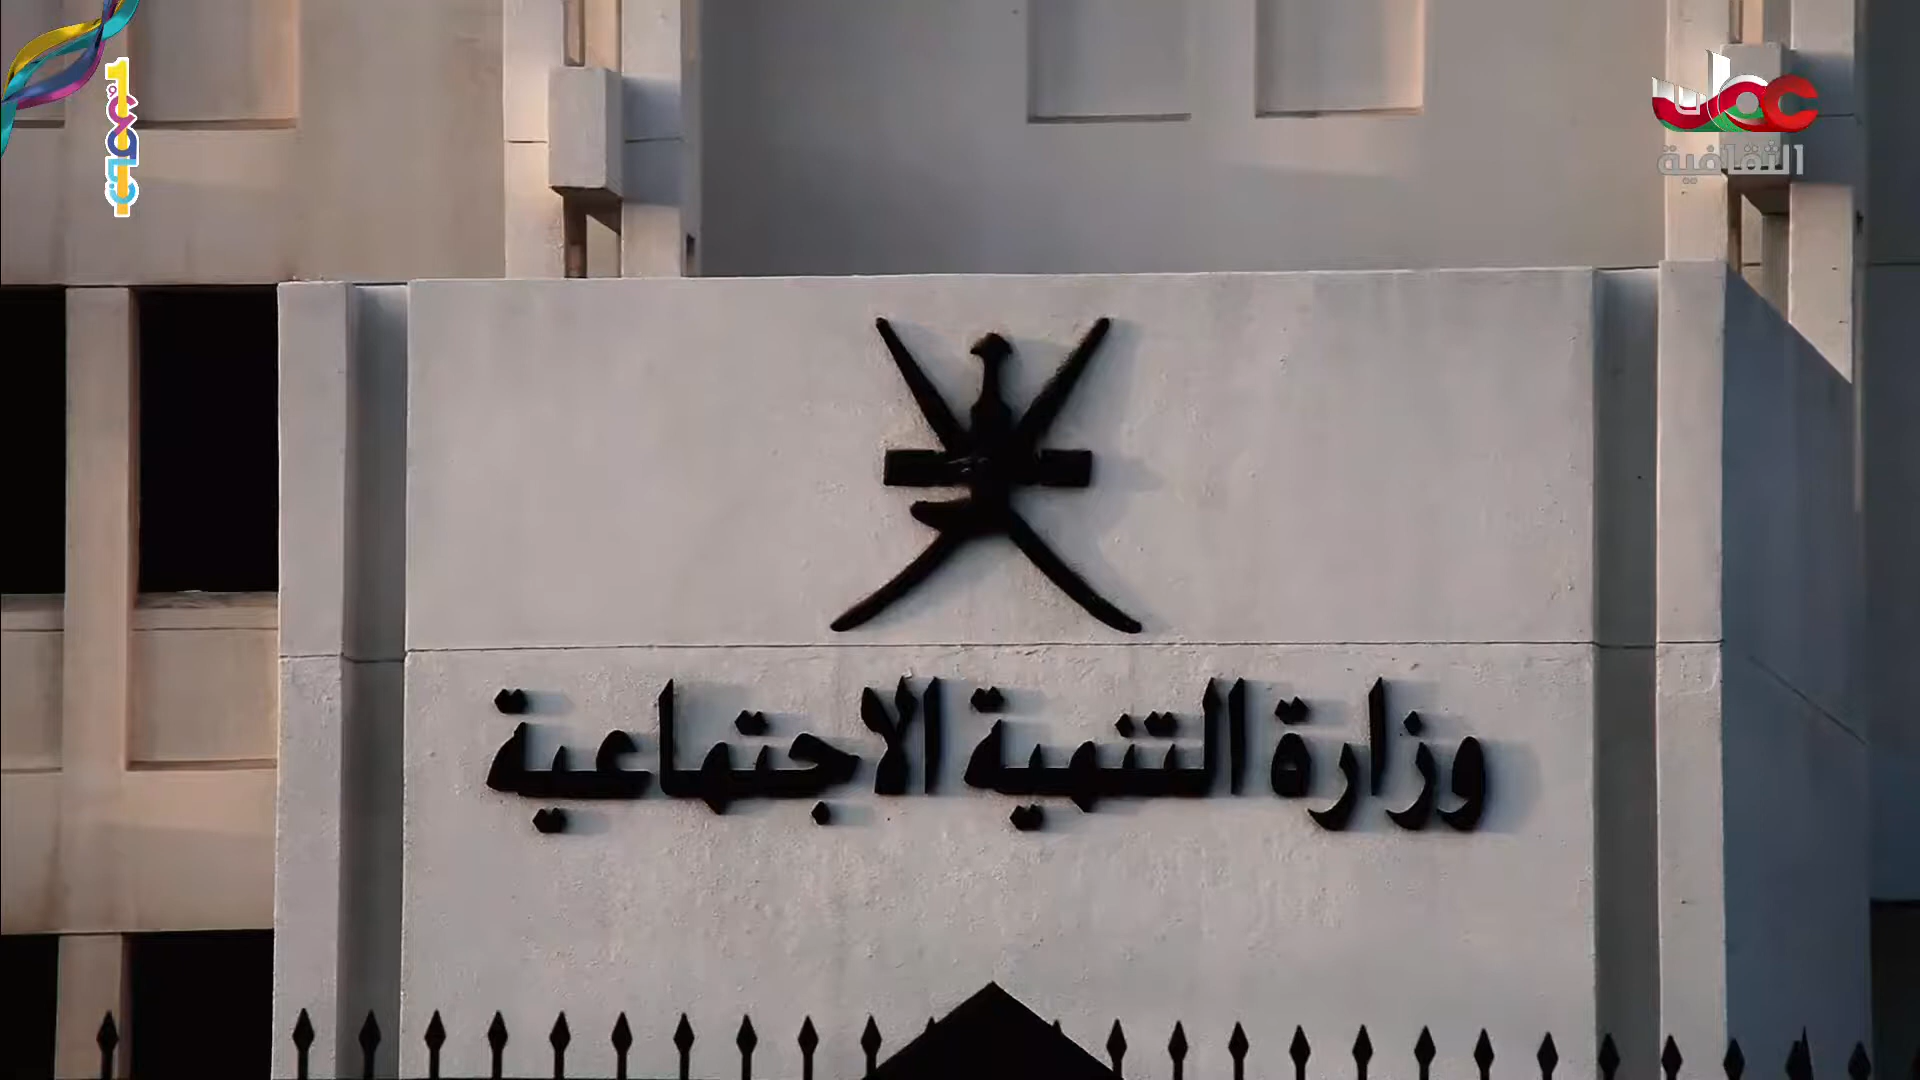 عمان
الثقافية
وزارة التنمية الاجتماعية